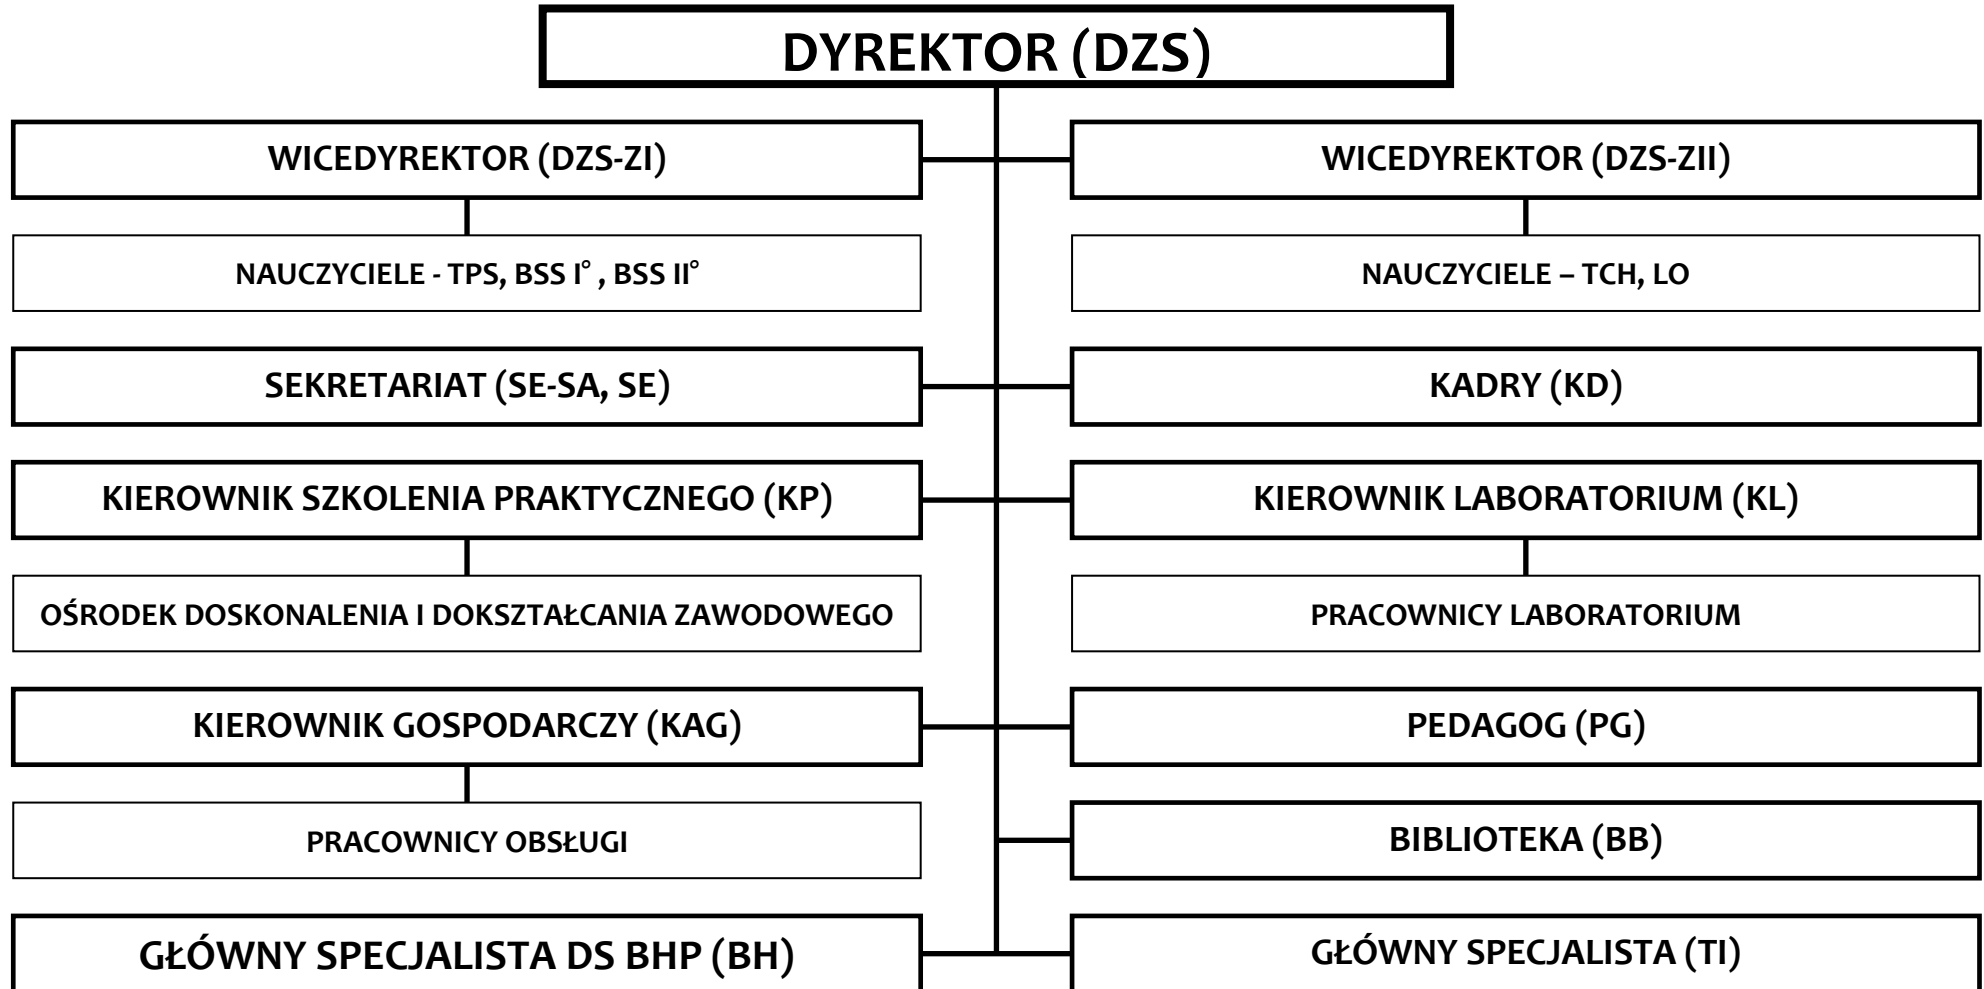 DYREKTOR (DZS)
WICEDYREKTOR (DZS-ZI)
WICEDYREKTOR (DZS-ZII)
NAUCZYCIELE - TPS, BSS I° , BSS II°
NAUCZYCIELE – TCH, LO
SEKRETARIAT (SE-SA, SE)
KADRY (KD)
KIEROWNIK SZKOLENIA PRAKTYCZNEGO (KP)
KIEROWNIK LABORATORIUM (KL)
OŚRODEK DOSKONALENIA I DOKSZTAŁCANIA ZAWODOWEGO
PRACOWNICY LABORATORIUM
KIEROWNIK GOSPODARCZY (KAG)
PEDAGOG (PG)
PRACOWNICY OBSŁUGI
BIBLIOTEKA (BB)
GŁÓWNY SPECJALISTA DS BHP (BH)
GŁÓWNY SPECJALISTA (TI)